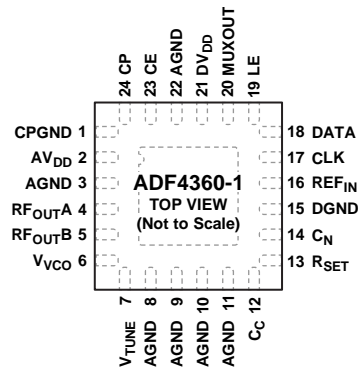 24 CP
23 CE
22 AGND
21 DVDD
20 MUXOUT
19 LE
CPGND 1
AVDD 2
AGND 3
RFOUTA 4
RFOUTB 5
VVCO 6
ADF4360-1
TOP VIEW
(Not to Scale)
18 DATA
17 CLK
16 REFIN
15 DGND
14 CN
13 RSET
VTUNE 7
AGND 8
AGND 9
AGND 10
AGND 11
CC 12